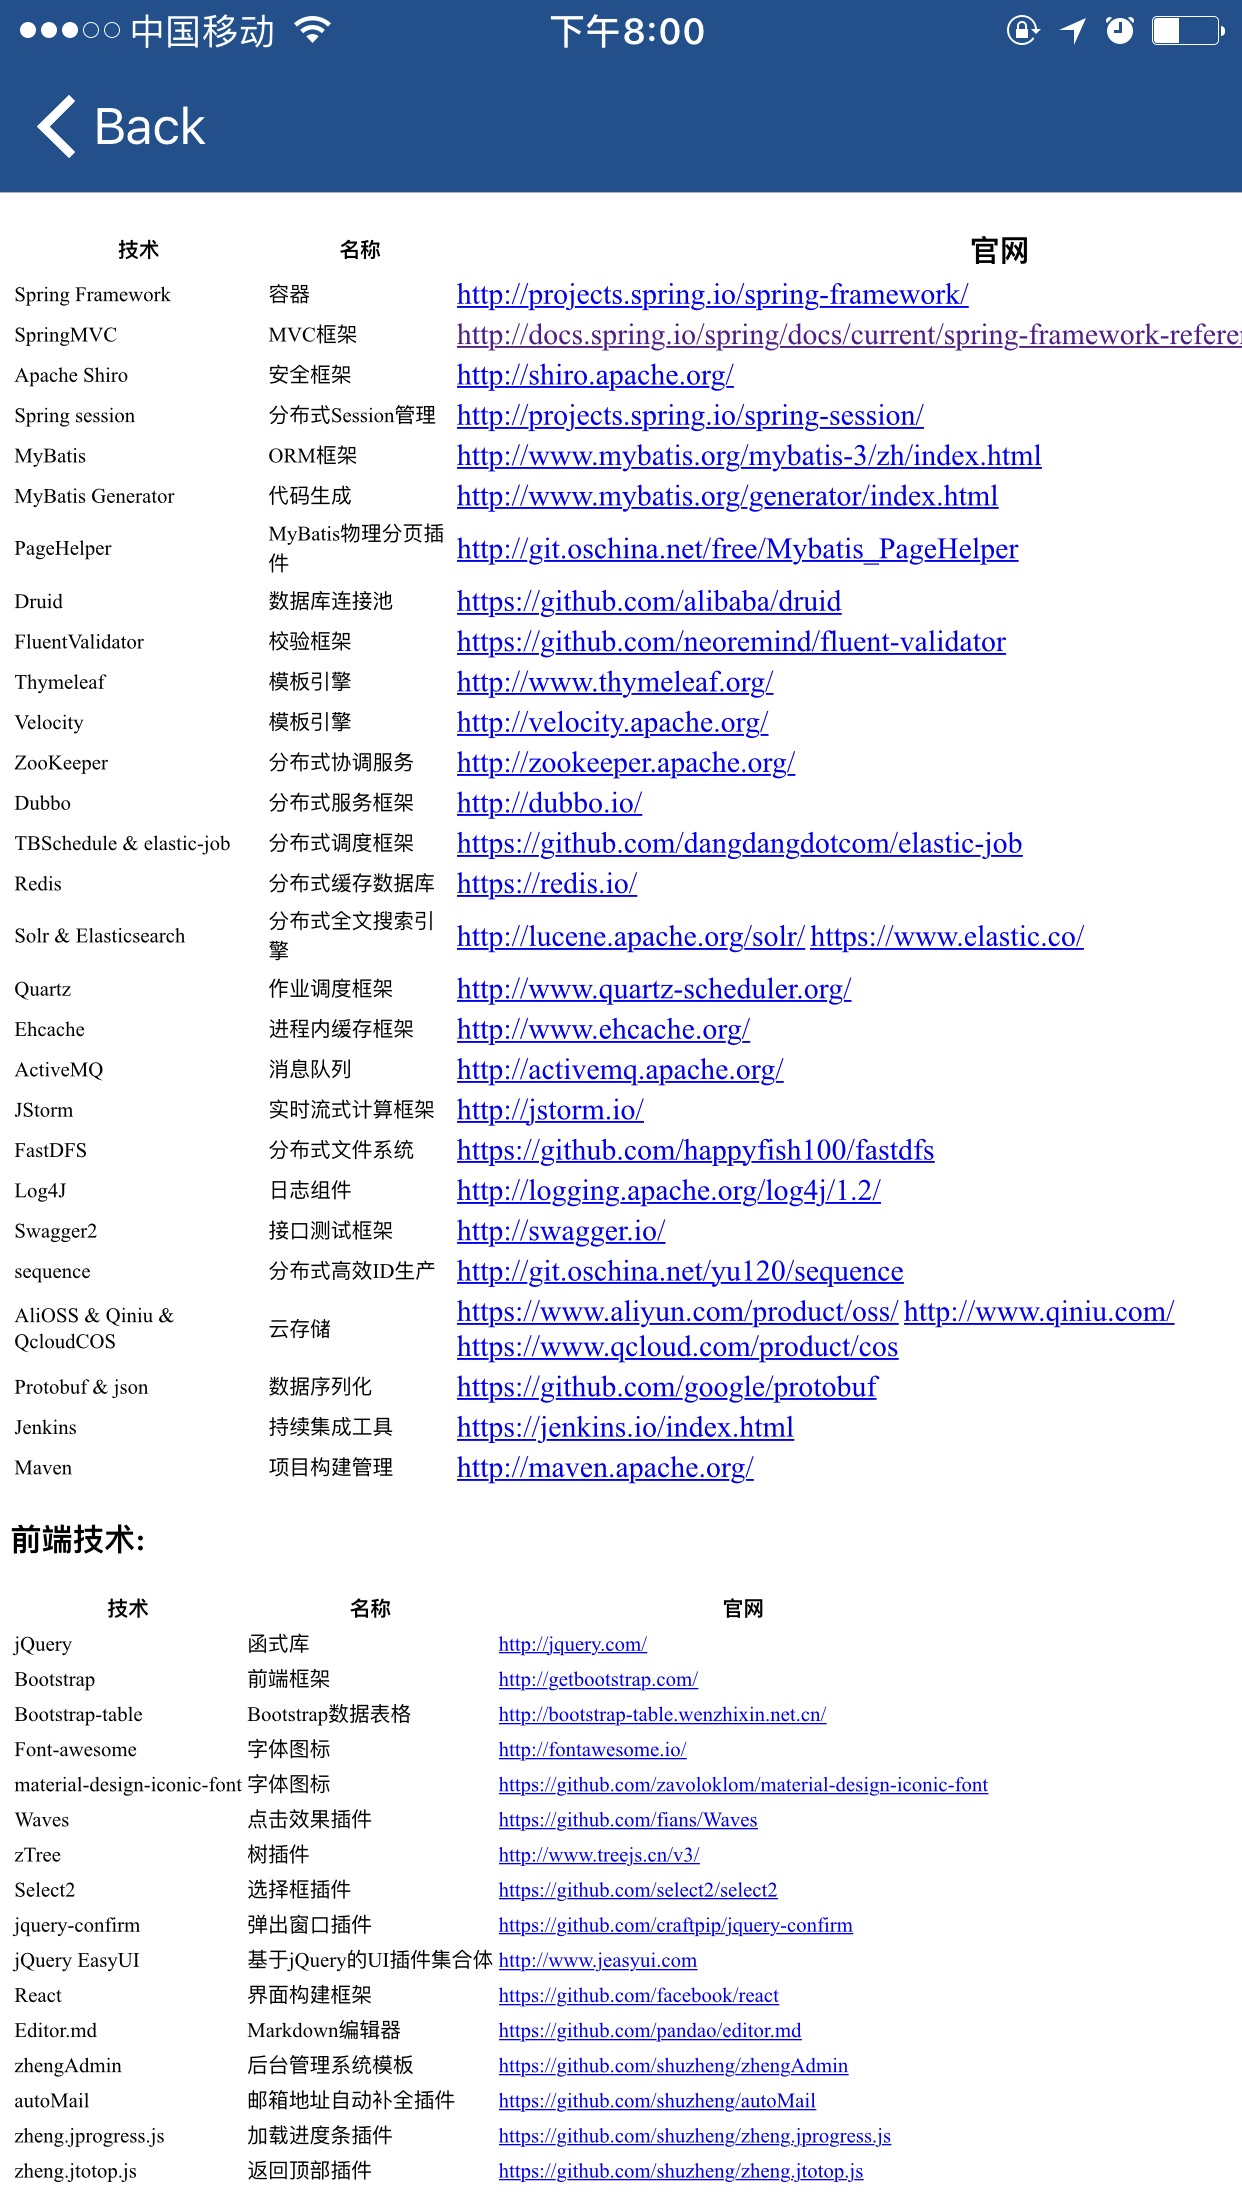 中国移动 下午8:00
Back
技术 名称 官网
Spring Framework 容器 http://projects.spring.io/spring-framework/
SpringMVC MVC框架 http://docs.spring.io/spring/docs/current/spring-framework-refere
Apache Shiro 安全框架 http://shiro.apache.org/
Spring session 分布式Session管理 http://projects.spring.io/spring-session/
MyBatis ORM框架 http://www.mybatis.org/mybatis-3/zh/index.html
MyBatis Generator 代码生成 http://www.mybatis.org/generator/index.html
PageHelper MyBatis物理分页插
件 http://git.oschina.net/free/Mybatis_PageHelper
Druid 数据库连接池 https://github.com/alibaba/druid
FluentValidator 校验框架 https://github.com/neoremind/fluent-validator
Thymeleaf 模板引擎 http://www.thymeleaf.org/
Velocity 模板引擎 http://velocity.apache.org/
ZooKeeper 分布式协调服务 http://zookeeper.apache.org/
Dubbo 分布式服务框架 http://dubbo.io/
TBSchedule & elastic-job 分布式调度框架 https://github.com/dangdangdotcom/elastic-job
Redis 分布式缓存数据库 https://redis.io/
Solr & Elasticsearch 分布式全文搜索引
擎 http://lucene.apache.org/solr/ https://www.elastic.co/
Quartz 作业调度框架 http://www.quartz-scheduler.org/
Ehcache 进程内缓存框架 http://www.ehcache.org/
ActiveMQ 消息队列 http://activemq.apache.org/
JStorm 实时流式计算框架 http://jstorm.io/
FastDFS 分布式文件系统 https://github.com/happyfish100/fastdfs
Log4J 日志组件 http://logging.apache.org/log4j/1.2/
Swagger2 接口测试框架 http://swagger.io/
sequence 分布式高效ID生产 http://git.oschina.net/yu120/sequence
AliOSS & Qiniu &
QcloudCOS 云存储 https://www.aliyun.com/product/oss/ http://www.qiniu.com/
https://www.qcloud.com/product/cos
Protobuf & json 数据序列化 https://github.com/google/protobuf
Jenkins 持续集成工具 https://jenkins.io/index.html
Maven 项目构建管理 http://maven.apache.org/
前端技术:
技术 名称 官网
jQuery 函式库 http://jquery.com/
Bootstrap 前端框架 http://getbootstrap.com/
Bootstrap-table Bootstrap数据表格 http://bootstrap-table.wenzhixin.net.cn/
Font-awesome 字体图标 http://fontawesome.io/
material-design-iconic-font 字体图标 https://github.com/zavoloklom/material-design-iconic-font
Waves 点击效果插件 https://github.com/fians/Waves
zTree 树插件 http://www.treejs.cn/v3/
Select2 选择框插件 https://github.com/select2/select2
jquery-confirm 弹出窗口插件 https://github.com/craftpip/jquery-confirm
jQuery EasyUI 基于jQuery的UI插件集合体 http://www.jeasyui.com
React 界面构建框架 https://github.com/facebook/react
Editor.md Markdown编辑器 https://github.com/pandao/editor.md
zhengAdmin 后台管理系统模板 https://github.com/shuzheng/zhengAdmin
autoMail 邮箱地址自动补全插件 https://github.com/shuzheng/autoMail
zheng.jprogress.js 加载进度条插件 https://github.com/shuzheng/zheng.jprogress.js
zheng.jtotop.js 返回顶部插件 https://github.com/shuzheng/zheng.jtotop.js